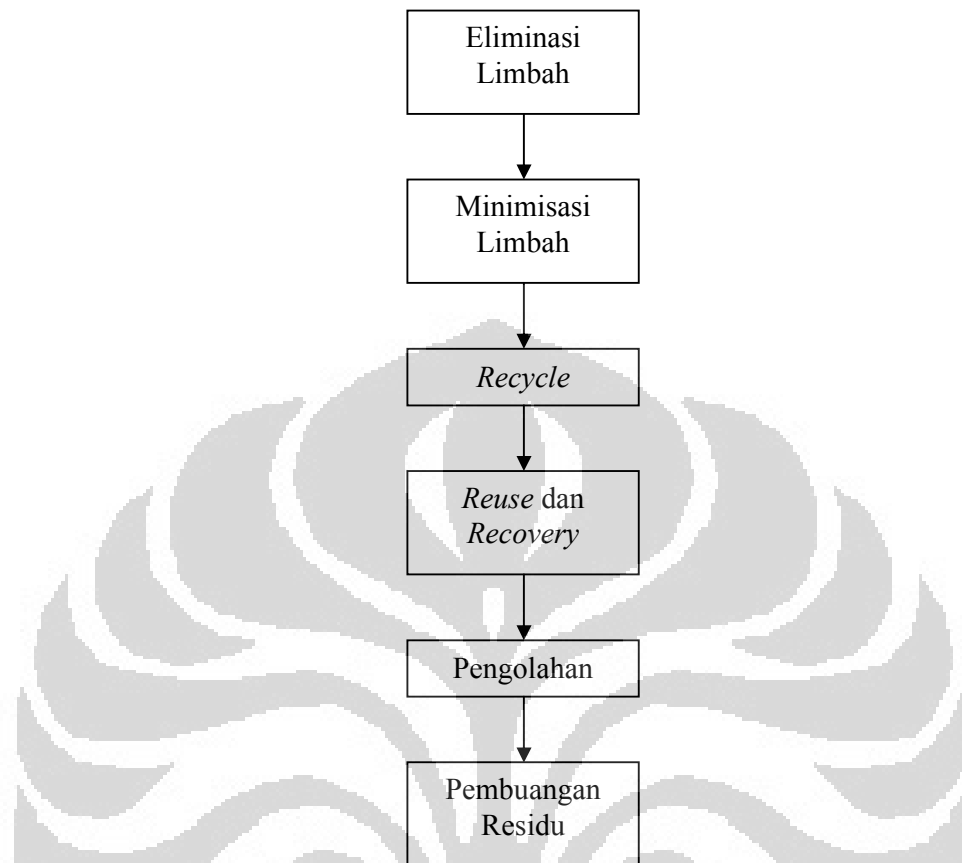 Eliminasi
Limbah
Minimisasi
Limbah
Recycle
Reuse dan
Recovery
Pengolahan
Pembuangan
Residu